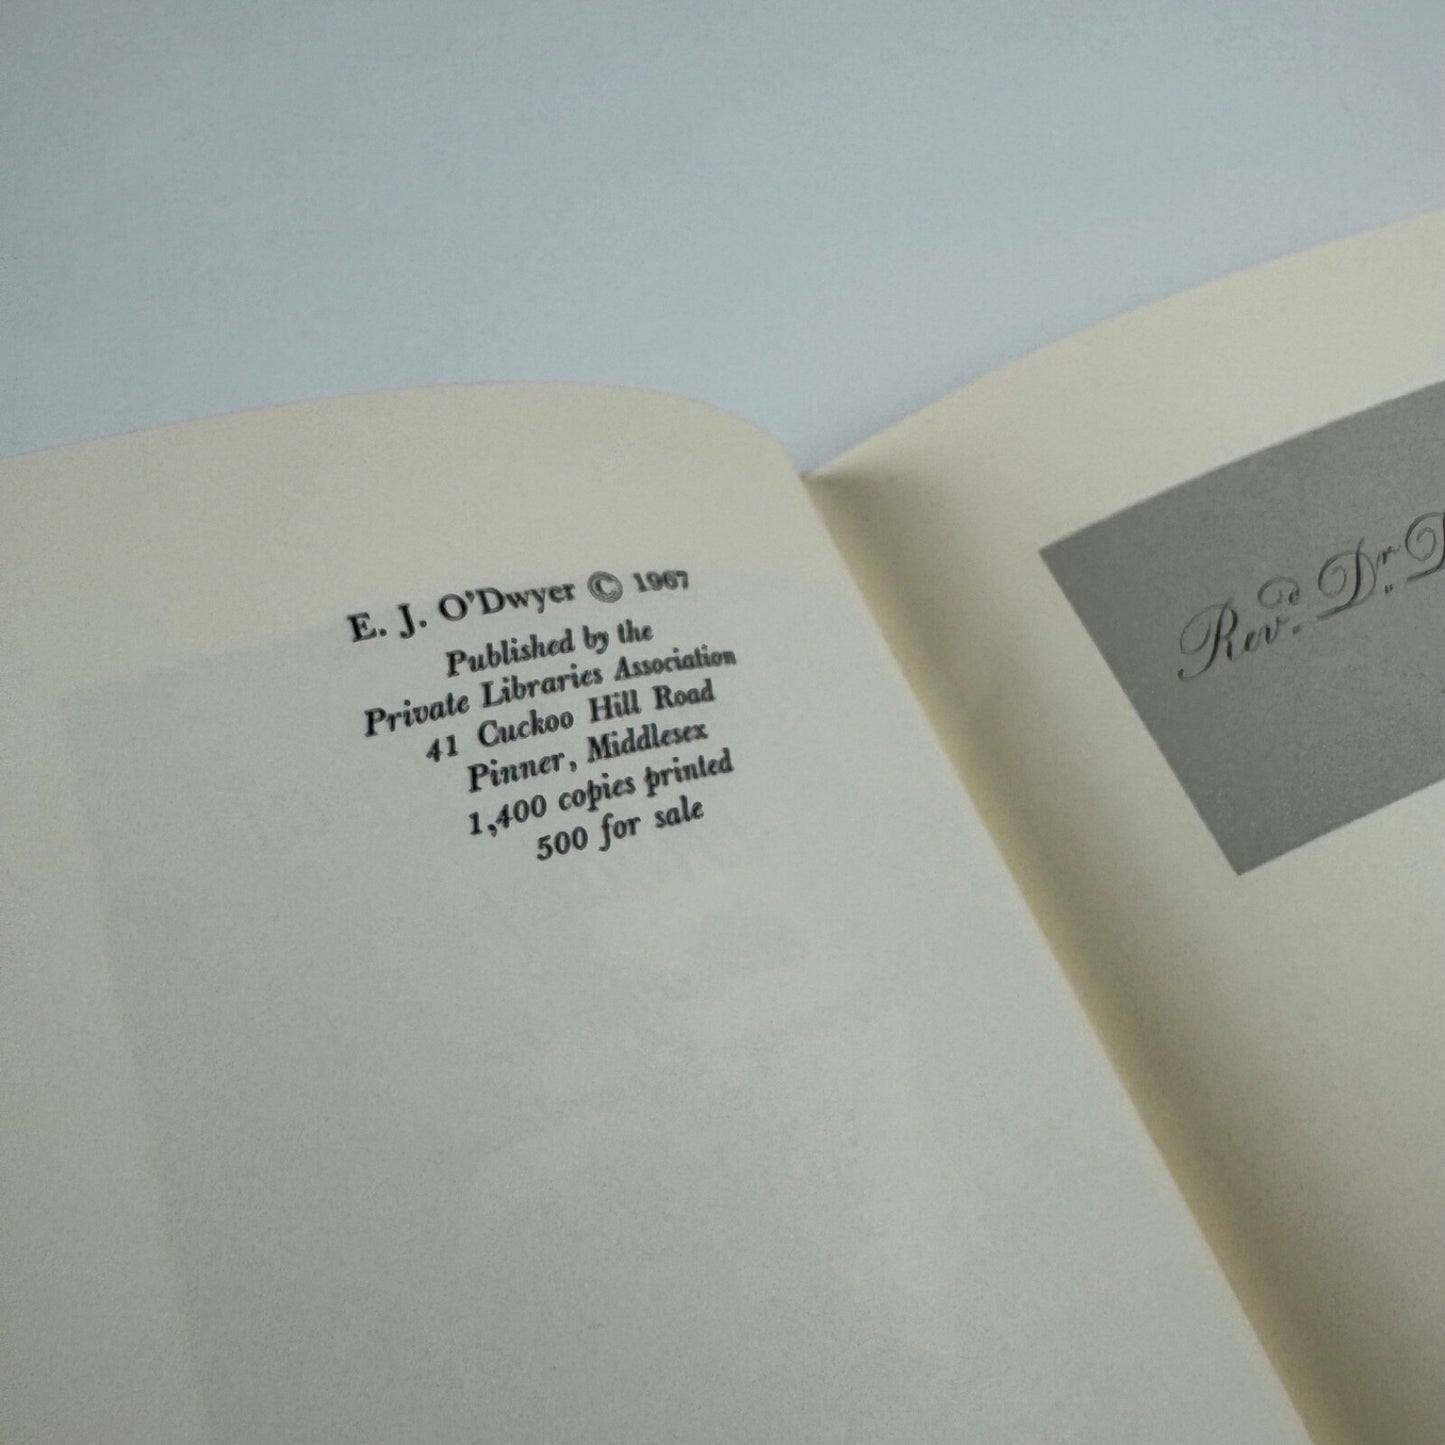 E. J. O'Dwyer © 1967
Published by the
Private Libraries Association
41 Cuckoo Hill Road
Pinner, Middlesex
1,400 copies printed
500 for sale
Revd. Dr.